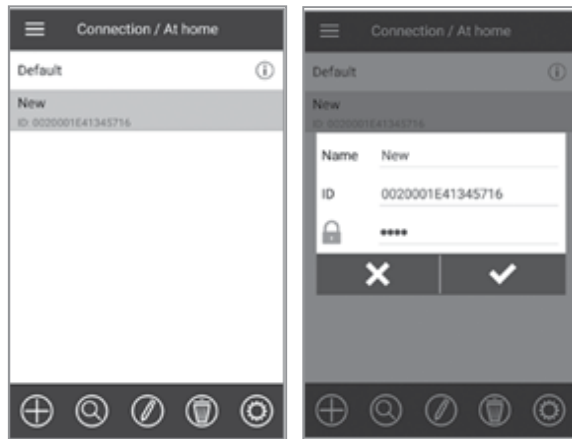 Connection / At home
Default
New
ID: 0020001E41345716
Connection / At home
Default
New
ID: 0020001E41345716
Name New
ID 0020001E41345716
••••